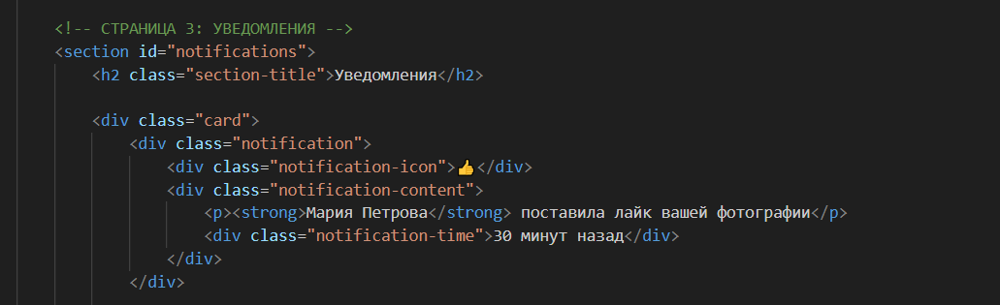 <!-- СТРАНИЦА 3: УВЕДОМЛЕНИЯ -->
<section id="notifications">
<h2 class="section-title">Уведомления</h2>
<div class="card">
<div class="notification">
<div class="notification-icon">👍</div>
<div class="notification-content">
<p><strong>Мария Петрова</strong> поставила лайк вашей фотографии</p>
<div class="notification-time">30 минут назад</div>
</div>
</div>